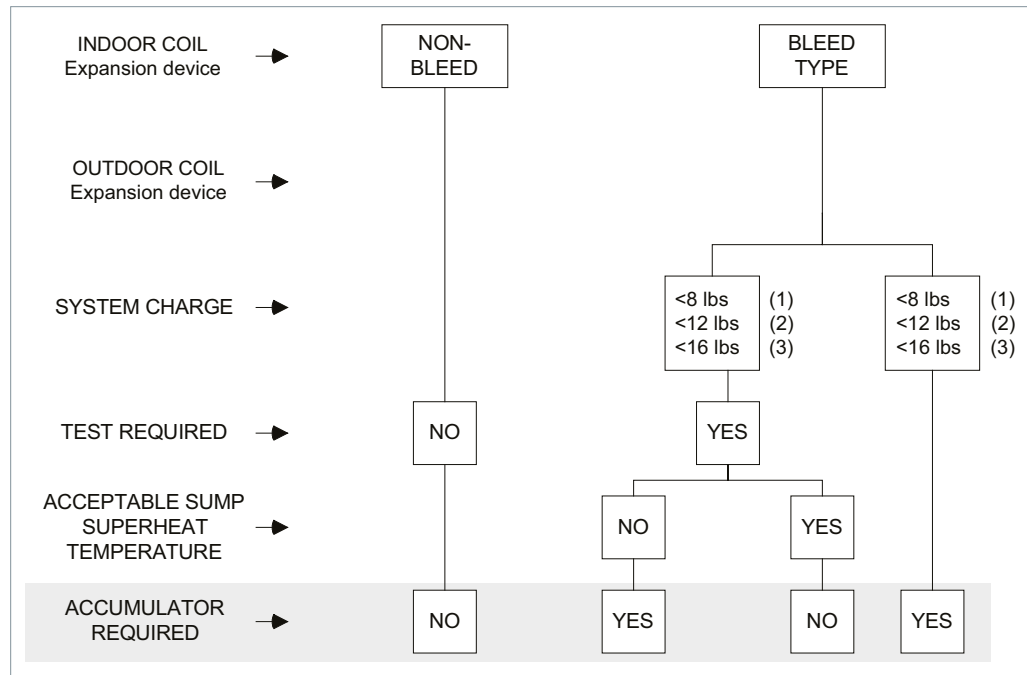 INDOOR COIL
Expansion device
NON-
BLEED
BLEED
TYPE
OUTDOOR COIL
Expansion device
SYSTEM CHARGE
<8 lbs (1)
<12 lbs (2)
<16 lbs (3)
<8 lbs (1)
<12 lbs (2)
<16 lbs (3)
TEST REQUIRED
NO
YES
ACCEPTABLE SUMP
SUPERHEAT
TEMPERATURE
NO
YES
ACCUMULATOR
REQUIRED
NO
YES
NO
YES